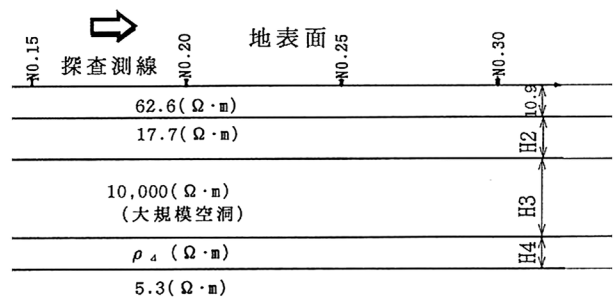 地表面
NO.15
NO.20
NO.25
NO.30
探査測線
62.6(Ω·m)
10.9
17.7(Ω·m)
H2
10,000(Ω·m)
(大規模空洞)
H3
ρ₄ (Ω·m)
H4
5.3(Ω·m)